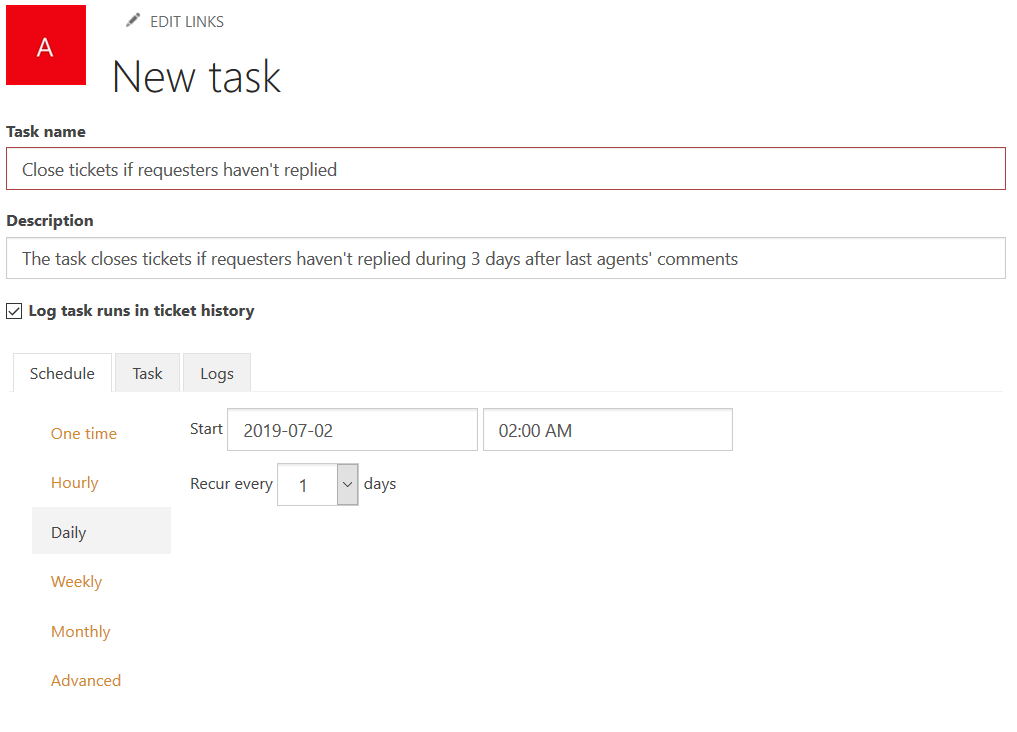 A
EDIT LINKS
New task
Task name
Close tickets if requesters haven't replied
Description
The task closes tickets if requesters haven't replied during 3 days after last agents' comments
Log task runs in ticket history
Schedule Task Logs
One time
Start 2019-07-02 02:00 AM
Hourly
Recur every 1 days
Daily
Weekly
Monthly
Advanced